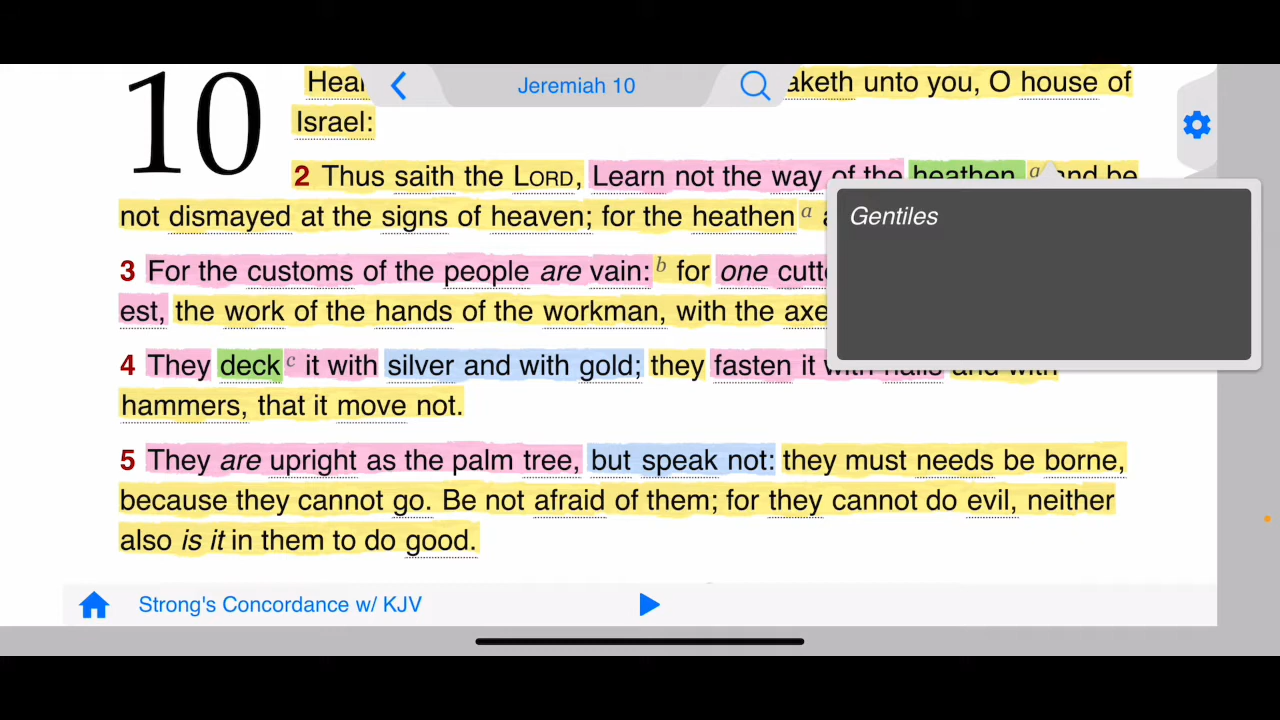 Jeremiah 10
10
Hear
aketh unto you, O house of
Israel:
2 Thus saith the LORD, Learn not the way of the heathen, a and be
not dismayed at the signs of heaven; for the heathen a
Gentiles
3 For the customs of the people are vain: b for one cutte
est, the work of the hands of the workman, with the axe
4 They deck c it with silver and with gold; they fasten it with nails and with
hammers, that it move not.
5 They are upright as the palm tree, but speak not: they must needs be borne,
because they cannot go. Be not afraid of them; for they cannot do evil, neither
also is it in them to do good.
Strong's Concordance w/ KJV